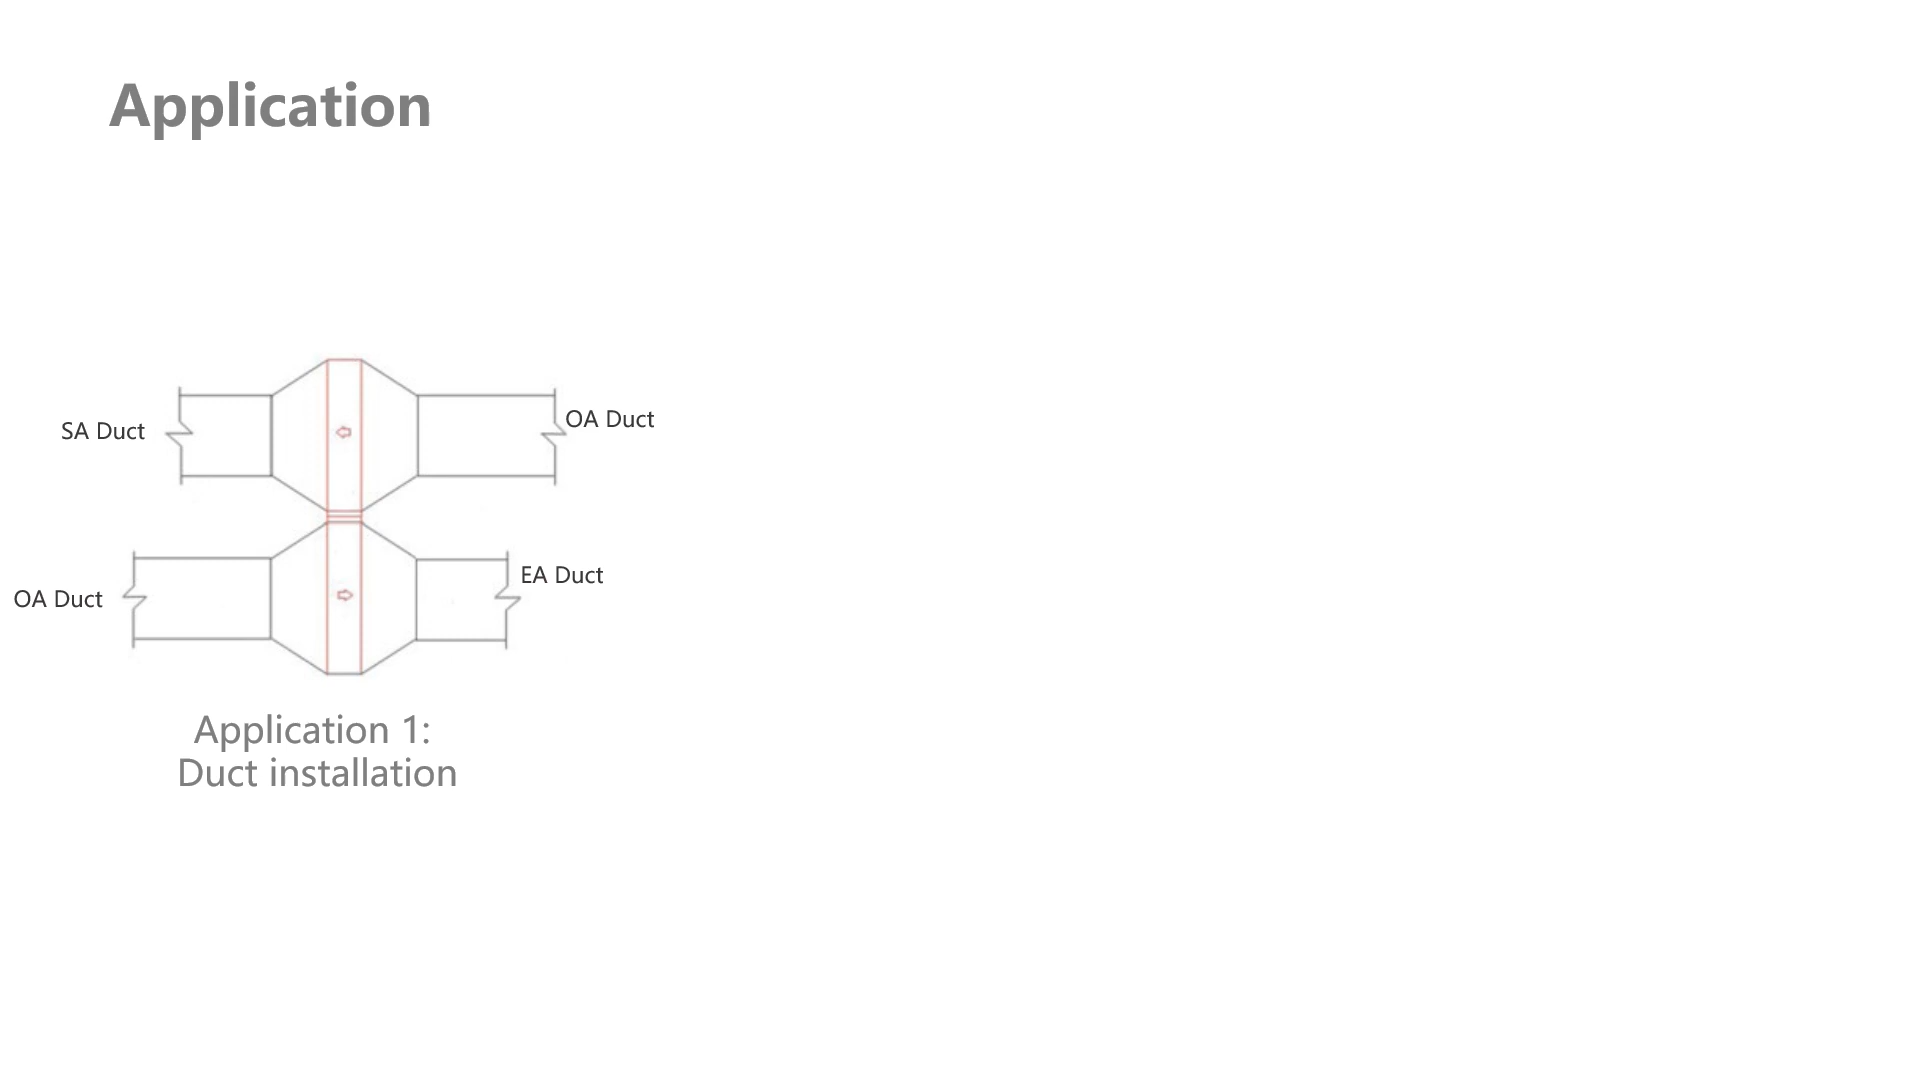 Application
SA Duct
OA Duct
OA Duct
EA Duct
Application 1:
Duct installation